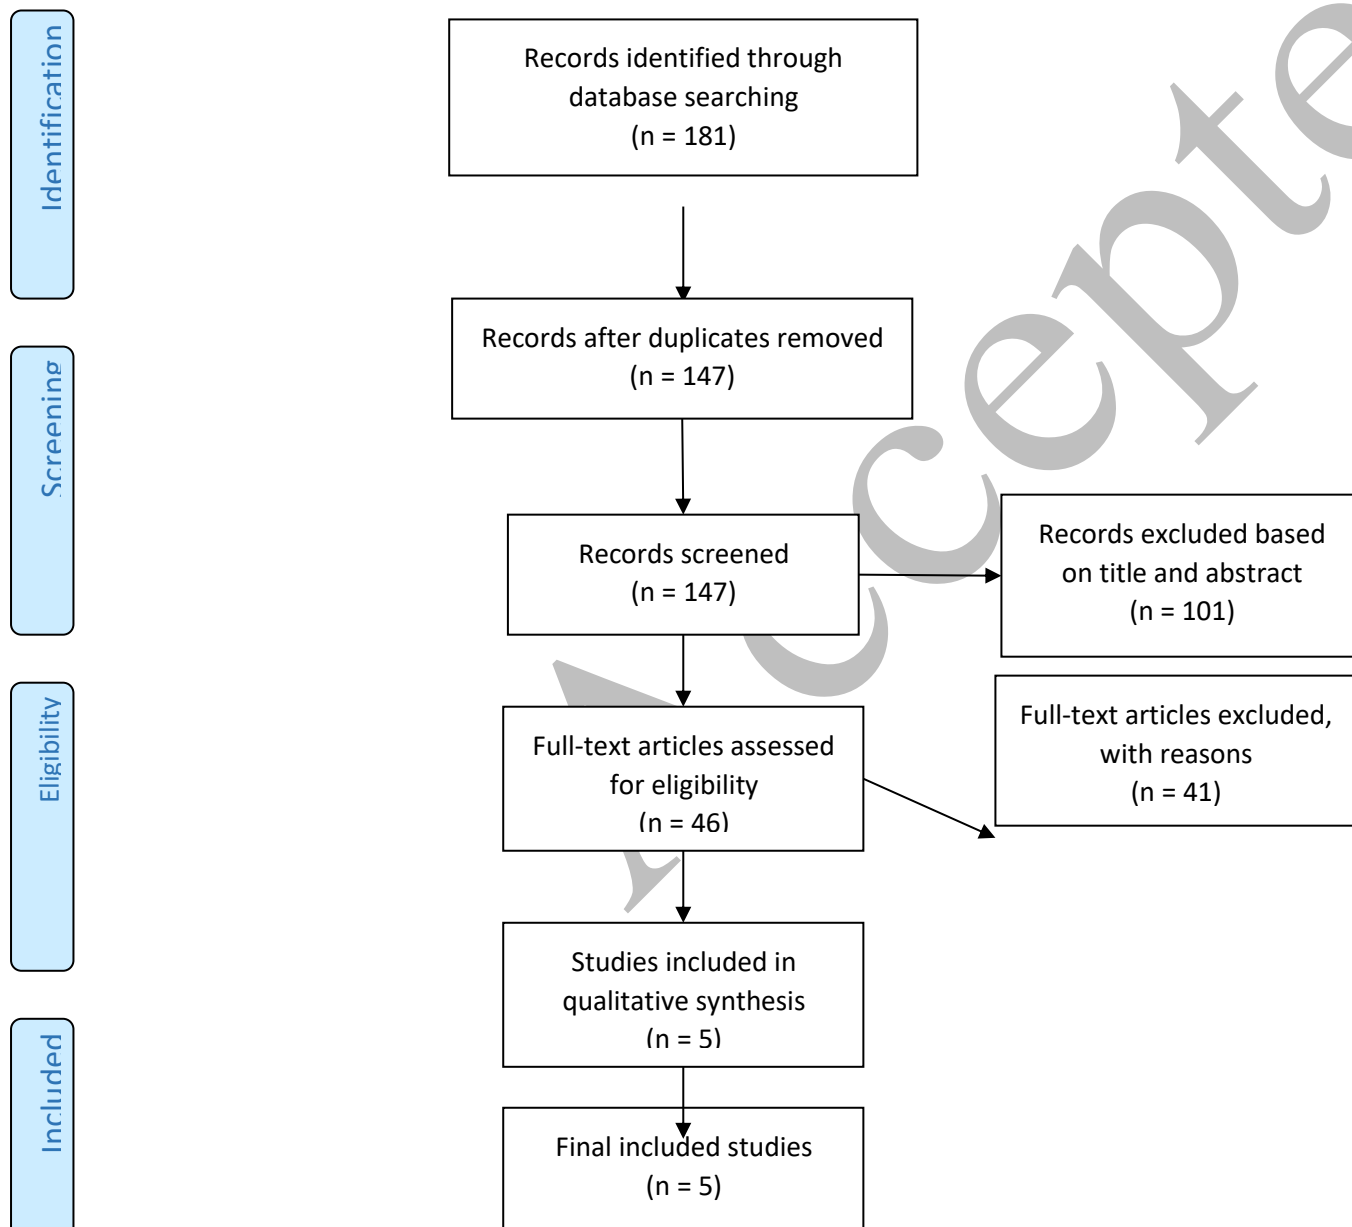 Identification
Records identified through
database searching
(n = 181)
Records after duplicates removed
(n = 147)
Screening
Records screened
(n = 147)
Records excluded based
on title and abstract
(n = 101)
Eligibility
Full-text articles assessed
for eligibility
(n = 46)
Full-text articles excluded,
with reasons
(n = 41)
Studies included in
qualitative synthesis
(n = 5)
Included
Final included studies
(n = 5)
Accepte